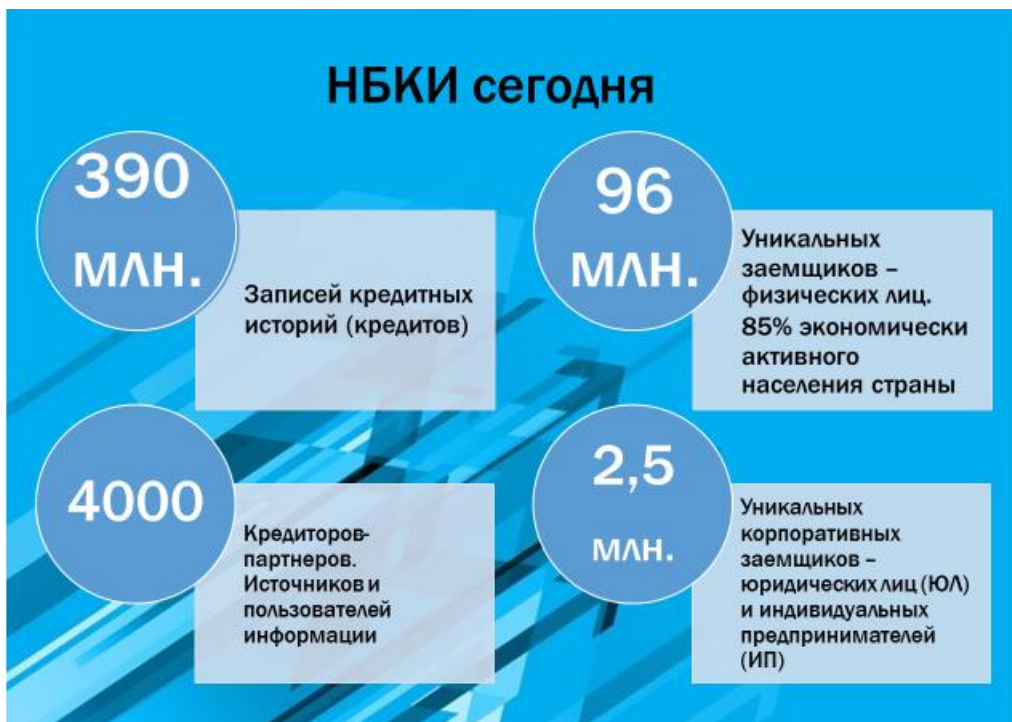 НБКИ сегодня
390
млн.
Записей кредитных
историй (кредитов)
96
млн.
Уникальных
заемщиков –
физических лиц.
85% экономически
активного
населения страны
4000
Кредиторов-
партнеров.
Источников и
пользователей
информации
2,5
млн.
Уникальных
корпоративных
заемщиков –
юридических лиц (ЮЛ)
и индивидуальных
предпринимателей
(ИП)